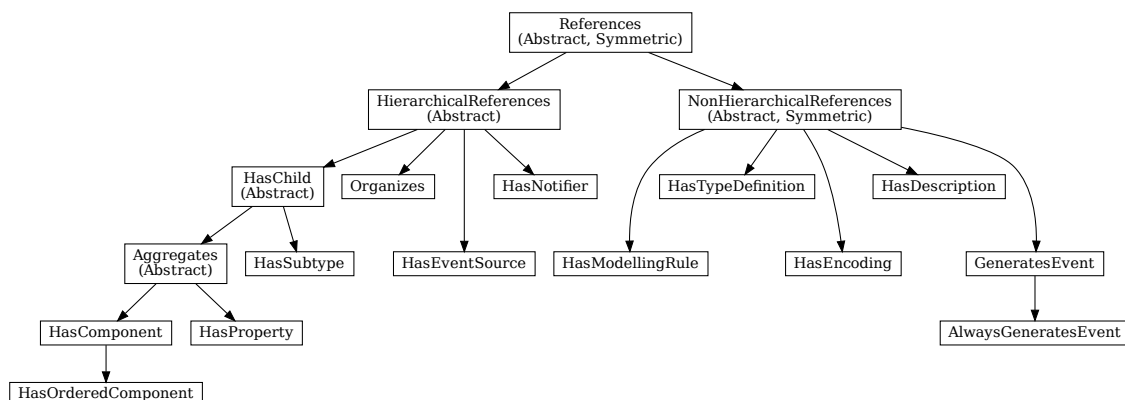 References
(Abstract, Symmetric)
HierarchicalReferences
(Abstract)
NonHierarchicalReferences
(Abstract, Symmetric)
HasChild
(Abstract)
Organizes
HasNotifier
HasTypeDefinition
HasDescription
Aggregates
(Abstract)
HasSubtype
HasEventSource
HasModellingRule
HasEncoding
GeneratesEvent
HasComponent
HasProperty
AlwaysGeneratesEvent
HasOrderedComponent